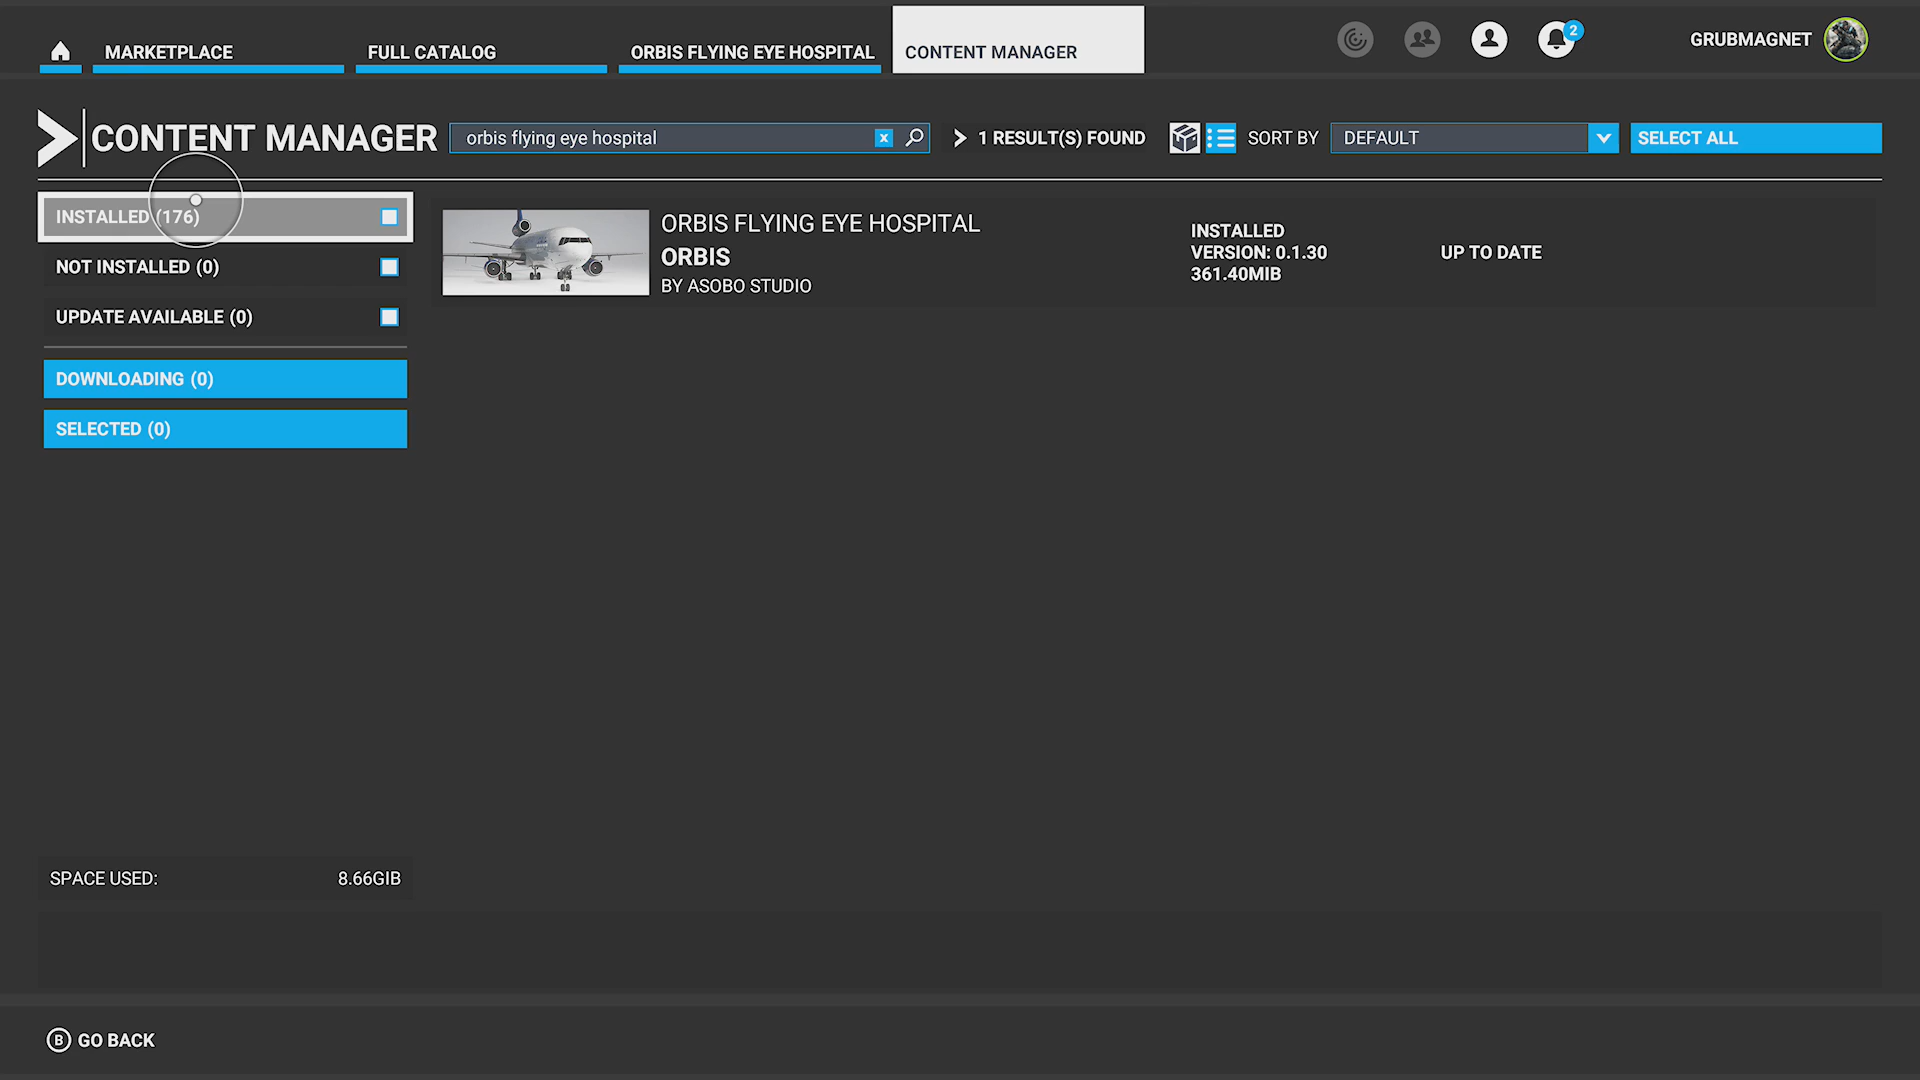 MARKETPLACE
FULL CATALOG
ORBIS FLYING EYE HOSPITAL
CONTENT MANAGER
2
GRUBMAGNET
CONTENT MANAGER
orbis flying eye hospital
x
1 RESULT(S) FOUND
SORT BY
DEFAULT
SELECT ALL
INSTALLED (176)
NOT INSTALLED (0)
UPDATE AVAILABLE (0)
DOWNLOADING (0)
SELECTED (0)
ORBIS FLYING EYE HOSPITAL
ORBIS
BY ASOBO STUDIO
INSTALLED
VERSION: 0.1.30
361.40MIB
UP TO DATE
SPACE USED: 8.66GIB
B GO BACK